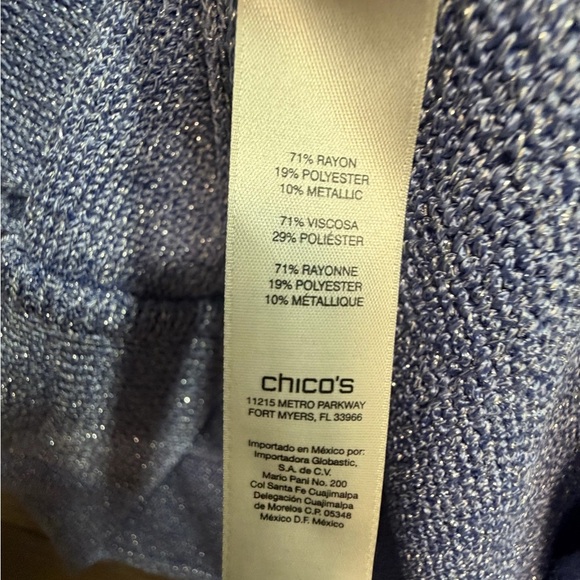 71% RAYON
19% POLYESTER
10% METALLIC
71% VISCOSA
29% POLIÉSTER
71% RAYONNE
19% POLYESTER
10% MÉTALLIQUE
chico's
11215 METRO PARKWAY
FORT MYERS, FL 33966
Importado en México por:
Importadora Globastic,
S.A. de C.V.
Mario Pani No. 200
Col Santa Fe Cuajimalpa
Delegación Cuajimalpa
de Morelos C.P. 05348
México D.F. México